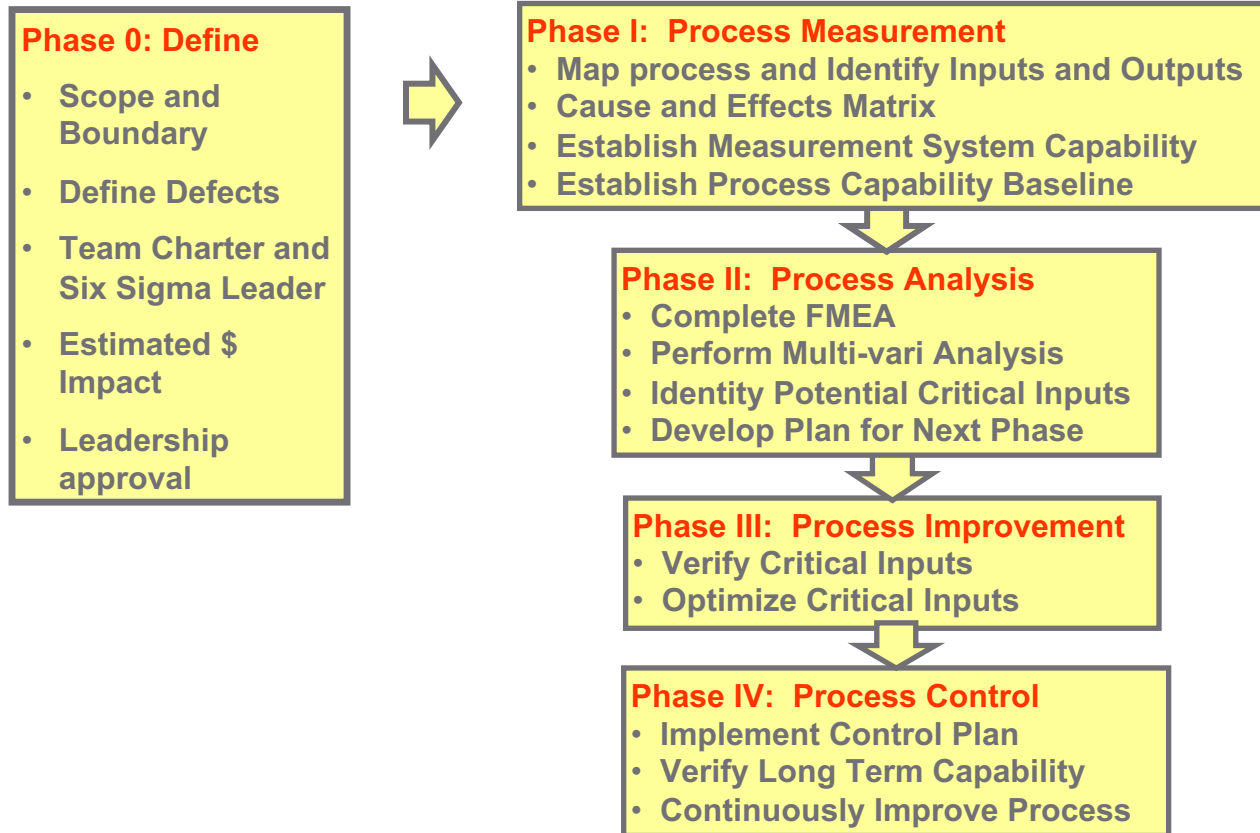 Phase 0: Define
• Scope and
Boundary
• Define Defects
• Team Charter and
Six Sigma Leader
• Estimated $
Impact
• Leadership
approval
Phase I: Process Measurement
• Map process and Identify Inputs and Outputs
• Cause and Effects Matrix
• Establish Measurement System Capability
• Establish Process Capability Baseline
Phase II: Process Analysis
• Complete FMEA
• Perform Multi-vari Analysis
• Identity Potential Critical Inputs
• Develop Plan for Next Phase
Phase III: Process Improvement
• Verify Critical Inputs
• Optimize Critical Inputs
Phase IV: Process Control
• Implement Control Plan
• Verify Long Term Capability
• Continuously Improve Process